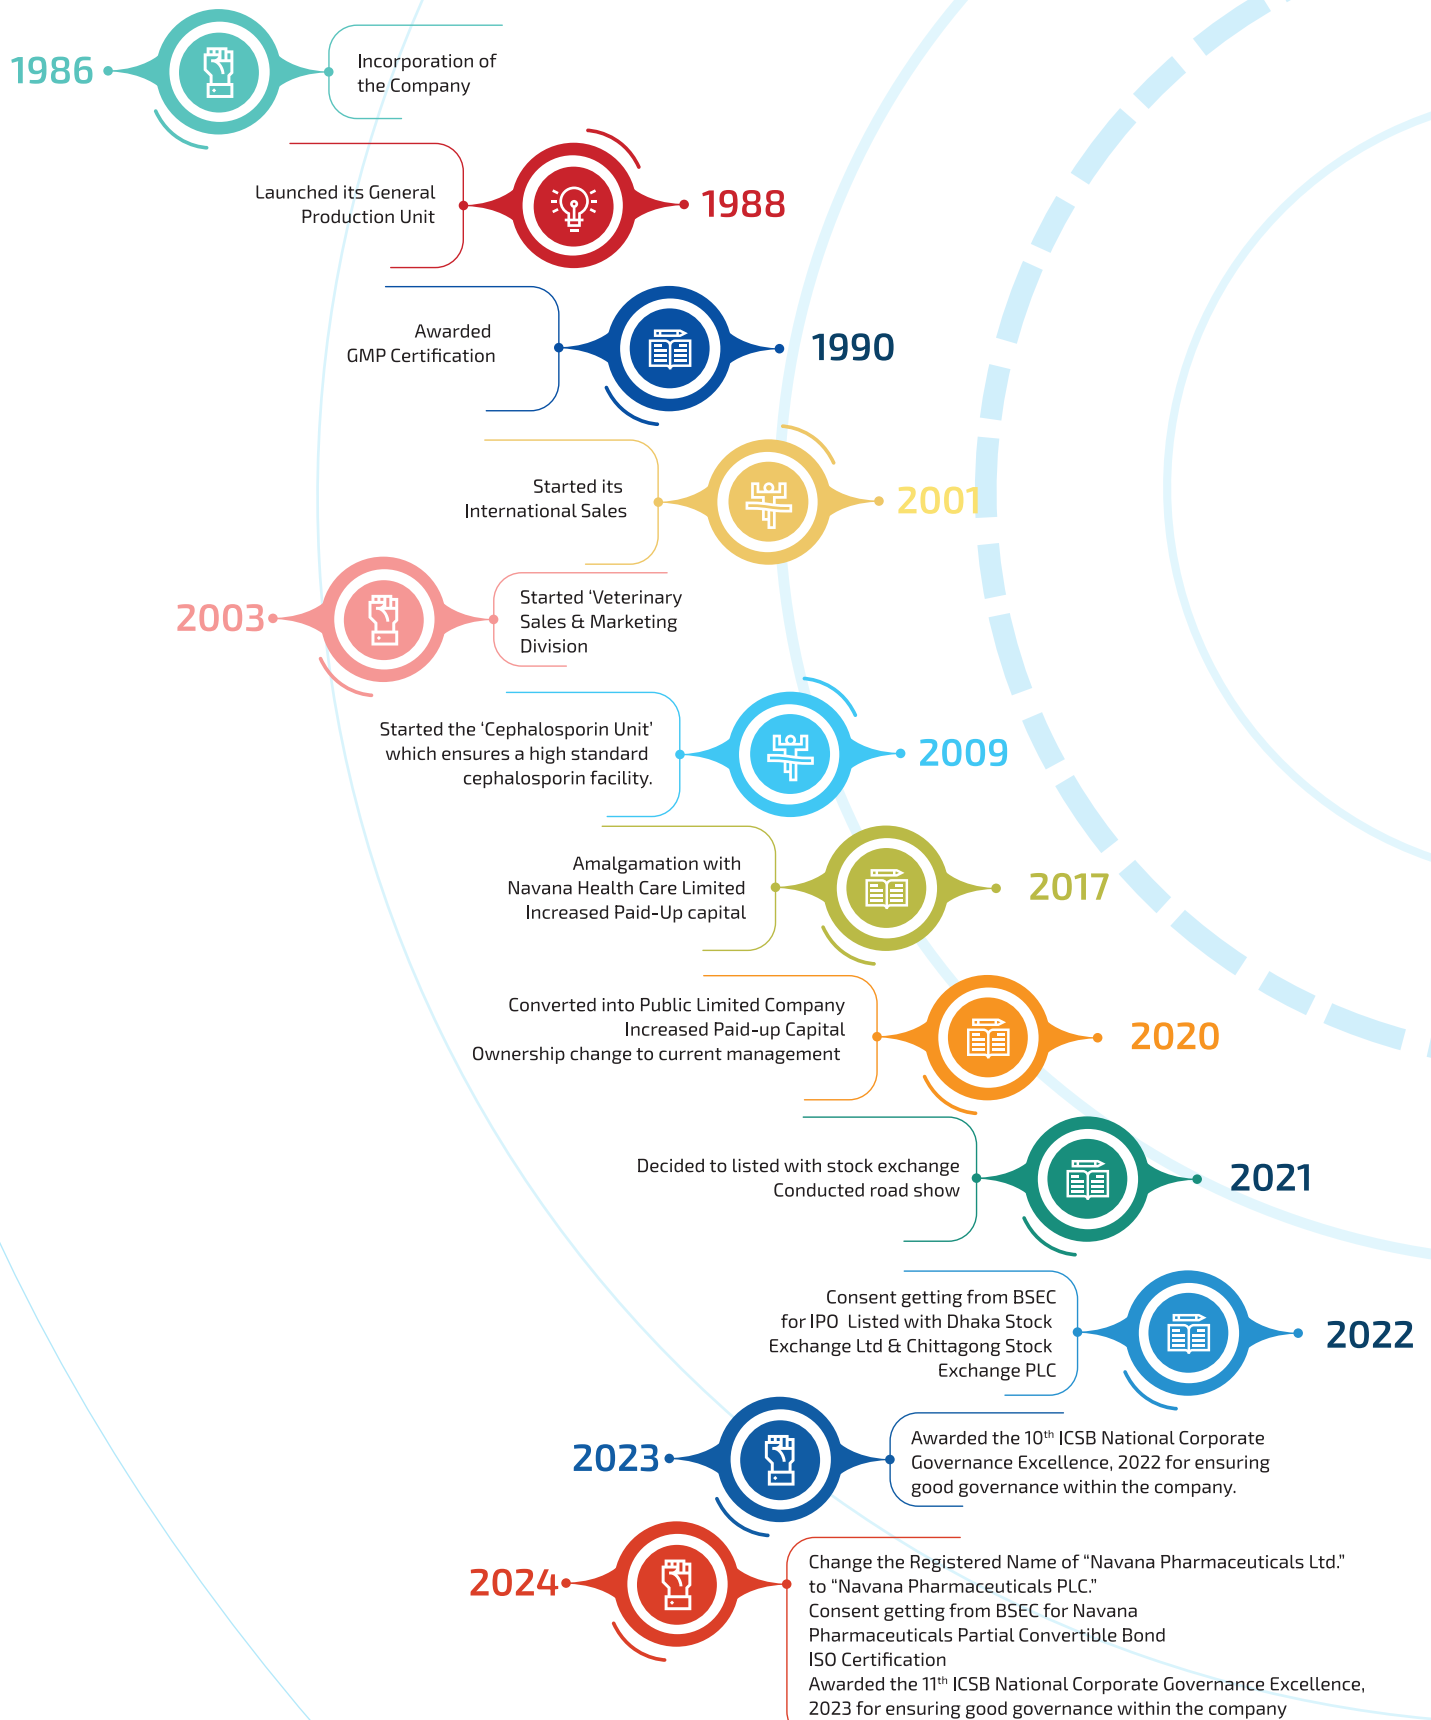 1986
Incorporation of
the Company
Launched its General
Production Unit
1988
Awarded
GMP Certification
1990
Started its
International Sales
2001
2003
Started ‘Veterinary
Sales & Marketing
Division
Started the ‘Cephalosporin Unit’
which ensures a high standard
cephalosporin facility.
2009
Amalgamation with
Navana Health Care Limited
Increased Paid-Up capital
2017
Converted into Public Limited Company
Increased Paid-up Capital
Ownership change to current management
2020
Decided to listed with stock exchange
Conducted road show
2021
Consent getting from BSEC
for IPO Listed with Dhaka Stock
Exchange Ltd & Chittagong Stock
Exchange PLC
2022
2023
Awarded the 10th ICSB National Corporate
Governance Excellence, 2022 for ensuring
good governance within the company.
2024
Change the Registered Name of “Navana Pharmaceuticals Ltd.”
to “Navana Pharmaceuticals PLC.”
Consent getting from BSEC for Navana
Pharmaceuticals Partial Convertible Bond
ISO Certification
Awarded the 11th ICSB National Corporate Governance Excellence,
2023 for ensuring good governance within the company